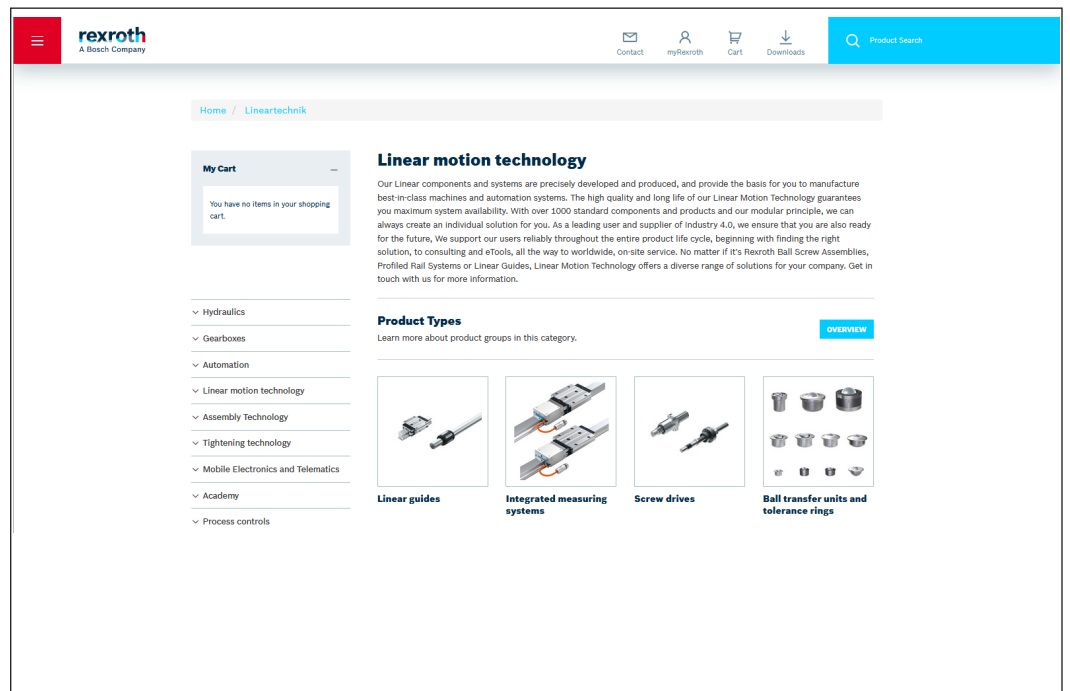 rexroth
A Bosch Company
Contact
myRexroth
Cart
Downloads
Product Search
Home / Lineartechnik
My Cart
You have no items in your shopping
cart.
Hydraulics
Gearboxes
Automation
Linear motion technology
Assembly Technology
Tightening technology
Mobile Electronics and Telematics
Academy
Process controls
Linear motion technology
Our Linear components and systems are precisely developed and produced, and provide the basis for you to manufacture
best-in-class machines and automation systems. The high quality and long life of our Linear Motion Technology guarantees
you maximum system availability. With over 1000 standard components and products and our modular principle, we can
always create an individual solution for you. As a leading user and supplier of Industry 4.0, we ensure that you are also ready
for the future, We support our users reliably throughout the entire product life cycle, beginning with finding the right
solution, to consulting and eTools, all the way to worldwide, on-site service. No matter if it's Rexroth Ball Screw Assemblies,
Profiled Rail Systems or Linear Guides, Linear Motion Technology offers a diverse range of solutions for your company. Get in
touch with us for more information.
Product Types
Learn more about product groups in this category.
OVERVIEW
Linear guides
Integrated measuring
systems
Screw drives
Ball transfer units and
tolerance rings